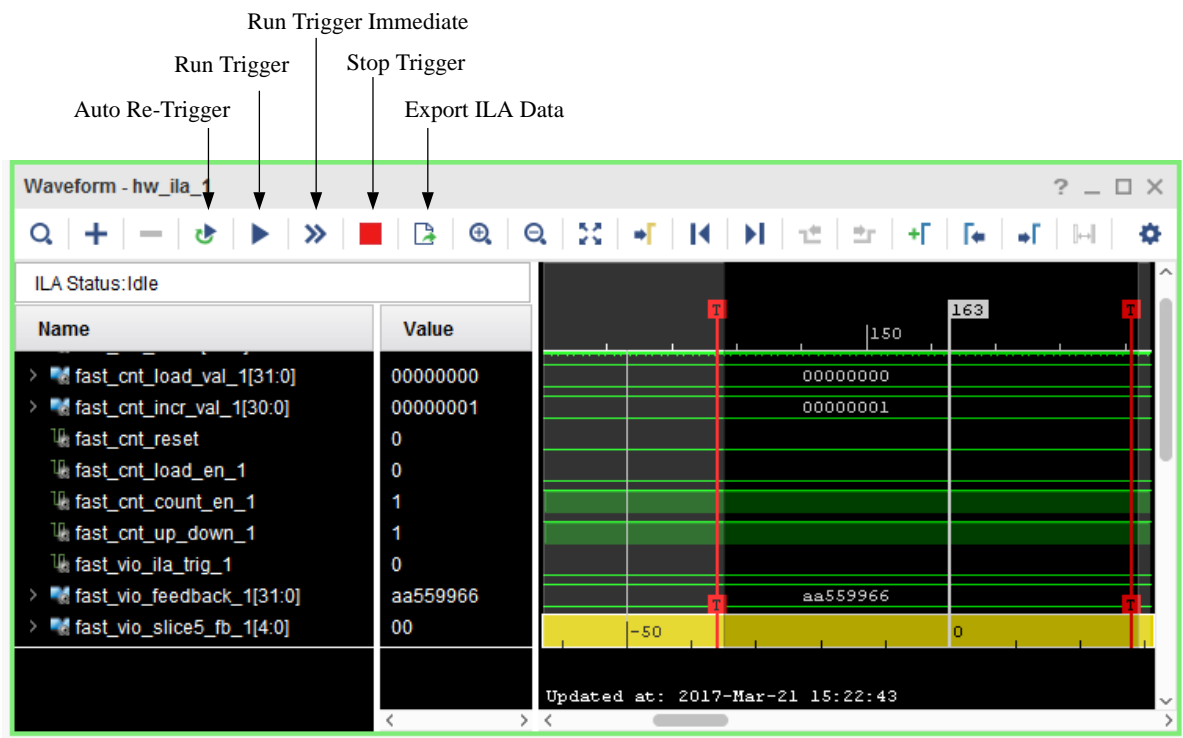 Run Trigger Immediate
Run Trigger
Stop Trigger
Auto Re-Trigger
Export ILA Data
Waveform - hw_ila_1
ILA Status:Idle
Name
Value
T
163
T
150
fast_cnt_load_val_1[31:0]
00000000
00000000
fast_cnt_incr_val_1[30:0]
00000001
00000001
fast_cnt_reset
0
fast_cnt_load_en_1
0
fast_cnt_count_en_1
1
fast_cnt_up_down_1
1
fast_vio_ila_trig_1
0
fast_vio_feedback_1[31:0]
aa559966
aa559966
T
T
fast_vio_slice5_fb_1[4:0]
00
-50
0
Updated at: 2017-Mar-21 15:22:43